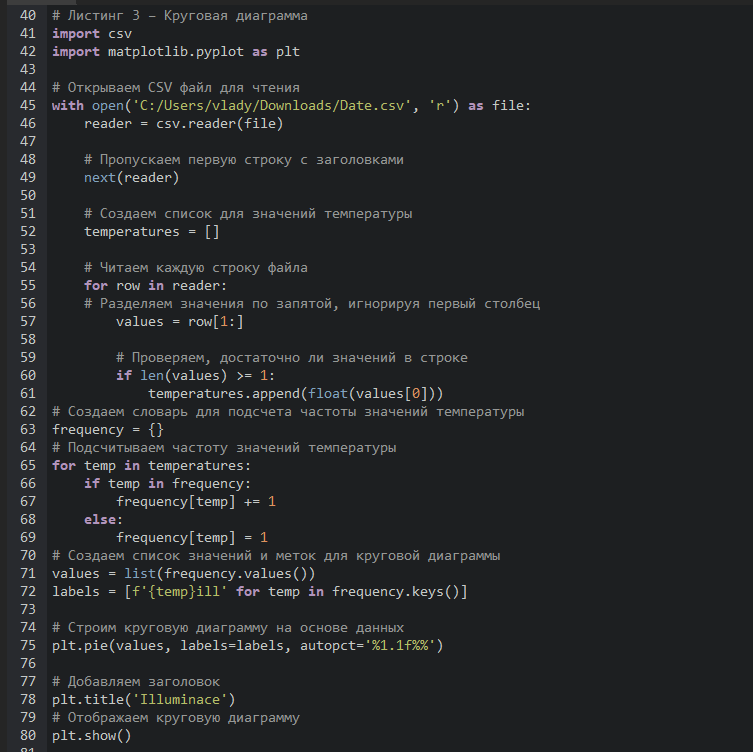 40 # Листинг 3 – Круговая диаграмма
41 import csv
42 import matplotlib.pyplot as plt
43
44 # Открываем CSV файл для чтения
45 with open('C:/Users/vlady/Downloads/Date.csv', 'r') as file:
46     reader = csv.reader(file)
47
48     # Пропускаем первую строку с заголовками
49     next(reader)
50
51     # Создаем список для значений температуры
52     temperatures = []
53
54     # Читаем каждую строку файла
55     for row in reader:
56     # Разделяем значения по запятой, игнорируя первый столбец
57         values = row[1:]
58
59         # Проверяем, достаточно ли значений в строке
60         if len(values) >= 1:
61             temperatures.append(float(values[0]))
62 # Создаем словарь для подсчета частоты значений температуры
63 frequency = {}
64 # Подсчитываем частоту значений температуры
65 for temp in temperatures:
66     if temp in frequency:
67         frequency[temp] += 1
68     else:
69         frequency[temp] = 1
70 # Создаем список значений и меток для круговой диаграммы
71 values = list(frequency.values())
72 labels = [f'{temp}ill' for temp in frequency.keys()]
73
74 # Строим круговую диаграмму на основе данных
75 plt.pie(values, labels=labels, autopct='%1.1f%%')
76
77 # Добавляем заголовок
78 plt.title('Illuminace')
79 # Отображаем круговую диаграмму
80 plt.show()